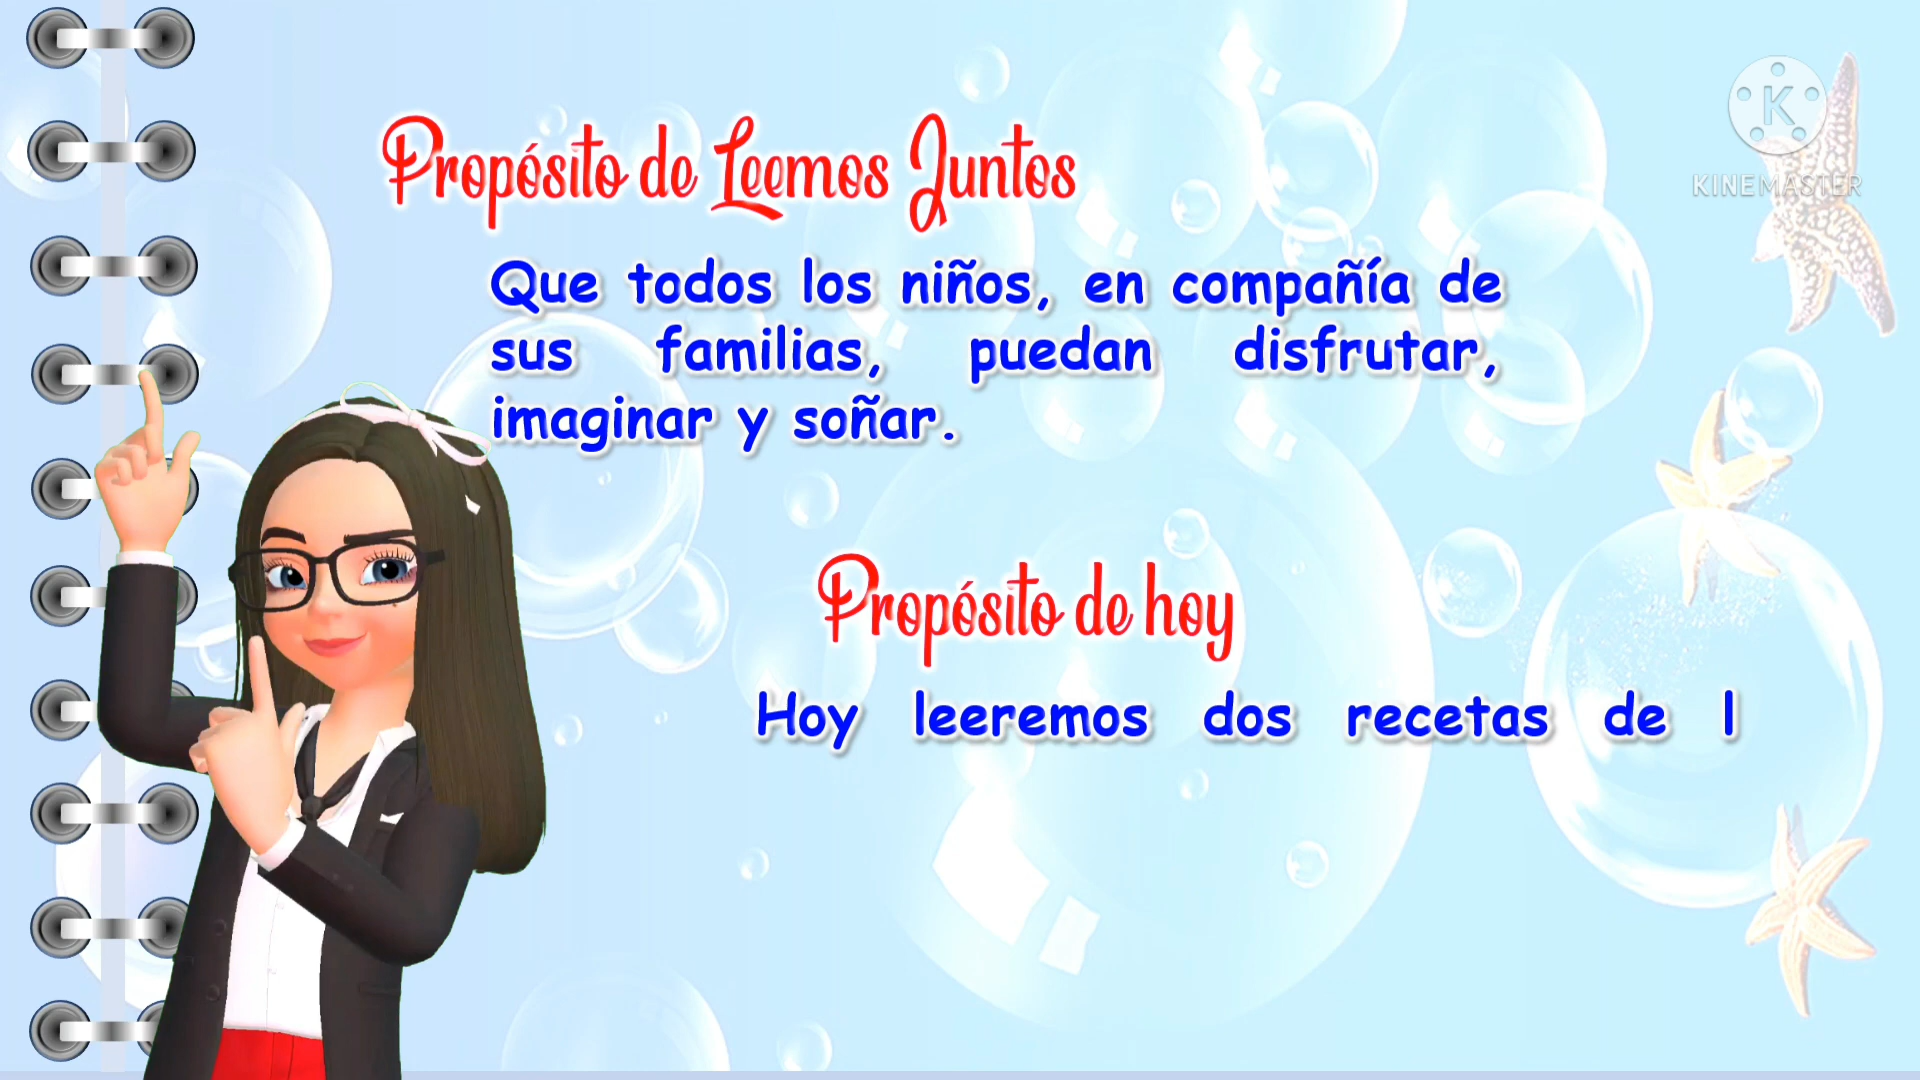 Propósito de Leemos Juntos
Que todos los niños, en compañía de
sus familias, puedan disfrutar,
imaginar y soñar.
Propósito de hoy
Hoy leeremos dos recetas de l
K
KINEMASTER